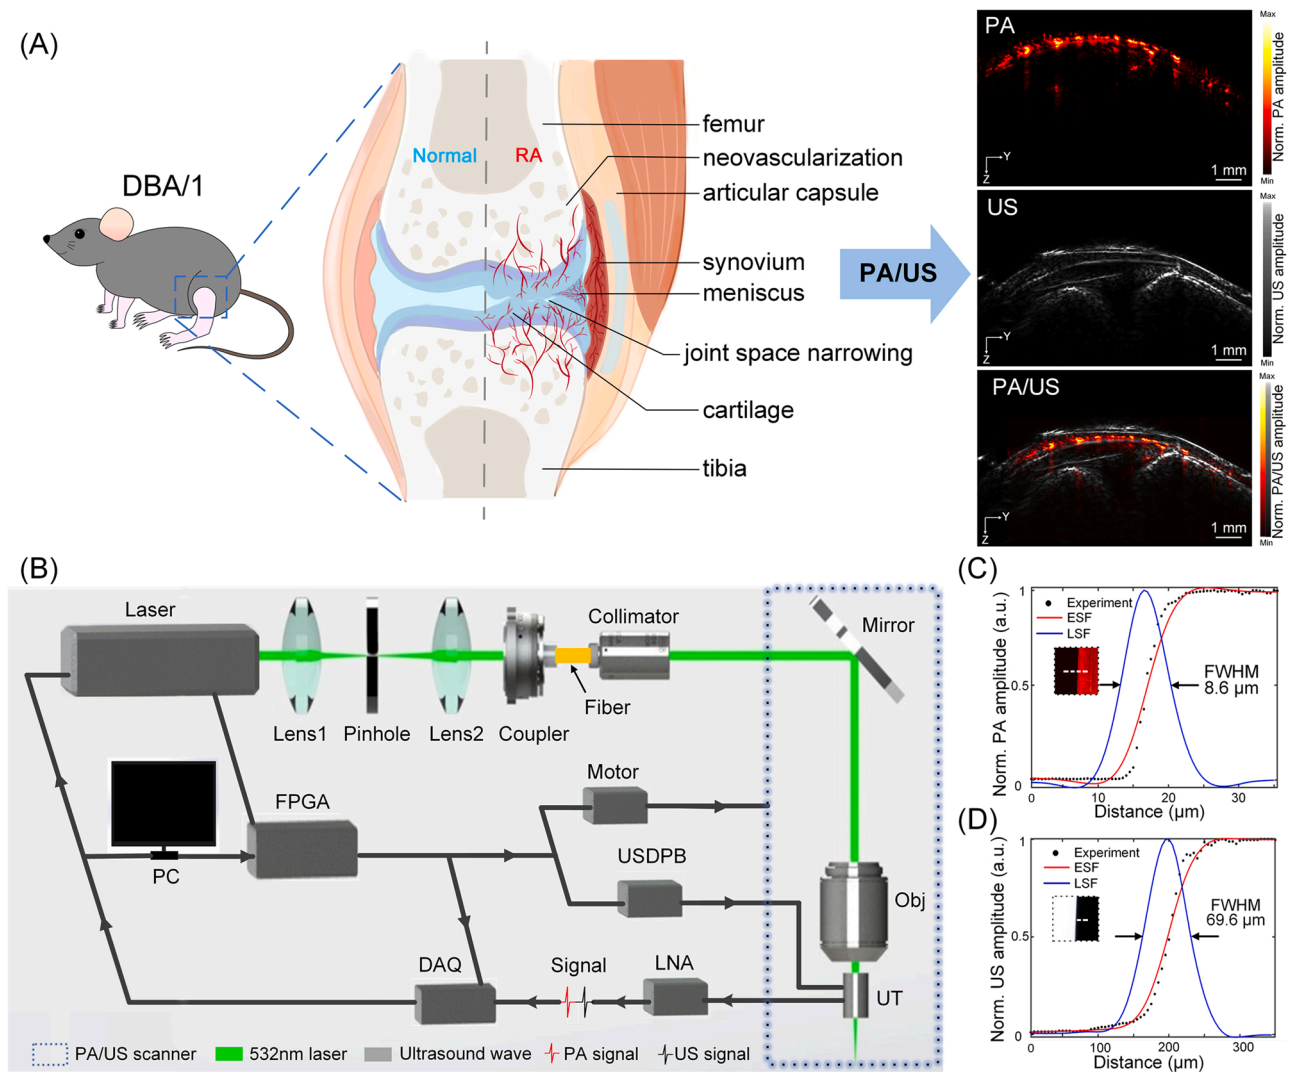 (A)
DBA/1
Normal
RA
femur
neovascularization
articular capsule
synovium
meniscus
joint space narrowing
cartilage
tibia
PA/US
PA
Y
Z
1 mm
Max
Norm. PA amplitude
Min
US
1 mm
Max
Norm. US amplitude
Min
PA/US
Y
Z
1 mm
Max
Norm. PA/US amplitude
Min
(B)
Laser
Lens1
Pinhole
Lens2
Coupler
Fiber
Collimator
Mirror
PC
FPGA
Motor
USDPB
Obj
DAQ
Signal
LNA
UT
PA/US scanner
532nm laser
Ultrasound wave
PA signal
US signal
(C)
Norm. PA amplitude (a.u.)
1
0.5
0
Experiment
ESF
LSF
FWHM
8.6 μm
0
10
20
30
Distance (μm)
(D)
Norm. US amplitude (a.u.)
1
0.5
0
Experiment
ESF
LSF
FWHM
69.6 μm
0
100
200
300
Distance (μm)